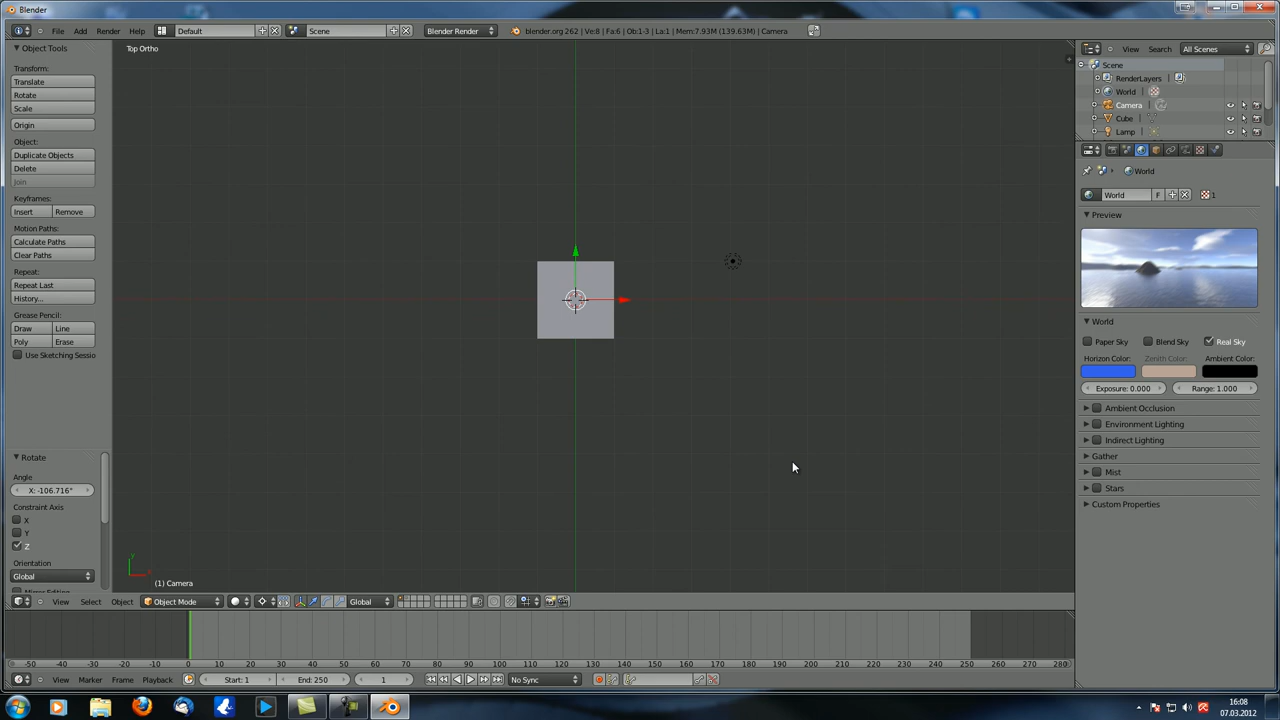 Blender
File Add Render Help Default Scene Blender Render blender.org 262 | Ve:8 | Fa:6 | Ob:1-3 | La:1 | Mem:7.93M (139.63M) | Camera
Object Tools
Transform:
Translate
Rotate
Scale
Origin
Object:
Duplicate Objects
Delete
Join
Keyframes:
Insert Remove
Motion Paths:
Calculate Paths
Clear Paths
Repeat:
Repeat Last
History...
Grease Pencil:
Draw Line
Poly Erase
Use Sketching Sessio
Rotate
Angle
X: -106.716°
Constraint Axis
X
Y
Z
Orientation
Global
Top Ortho
(1) Camera
View Select Object Object Mode Global
View Search All Scenes
Scene
RenderLayers
World
Camera
Cube
Lamp
World
World F 1
Preview
World
Paper Sky Blend Sky Real Sky
Horizon Color: Zenith Color: Ambient Color:
Exposure: 0.000 Range: 1.000
Ambient Occlusion
Environment Lighting
Indirect Lighting
Gather
Mist
Stars
Custom Properties
-50 -40 -30 -20 -10 0 10 20 30 40 50 60 70 80 90 100 110 120 130 140 150 160 170 180 190 200 210 220 230 240 250 260 270 280
View Marker Frame Playback Start: 1 End: 250 1 No Sync
16:08
07.03.2012